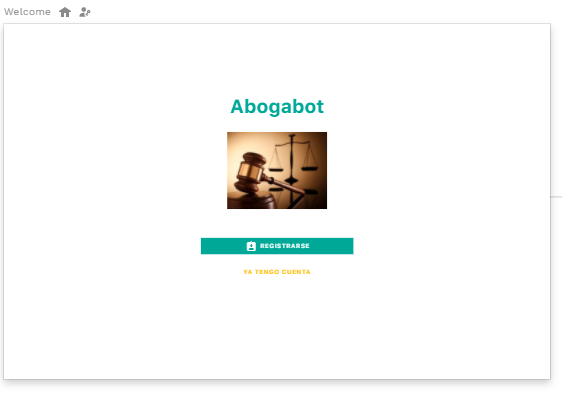 Welcome
Abogabot
REGISTRARSE
YA TENGO CUENTA